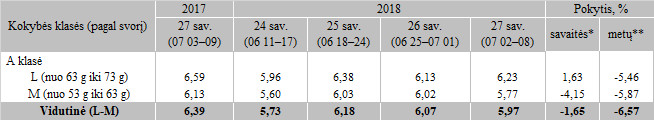 Kokybės klasės (pagal svorį) 2017 2018 Pokytis, %
27 sav. (07 03–09) 24 sav. (06 11–17) 25 sav. (06 18–24) 26 sav. (06 25–07 01) 27 sav. (07 02–08) savaitės* metų**
A klasė
L (nuo 63 g iki 73 g) 6,59 5,96 6,38 6,13 6,23 1,63 -5,46
M (nuo 53 g iki 63 g) 6,13 5,60 6,03 6,02 5,77 -4,15 -5,87
Vidutinė (L-M) 6,39 5,73 6,18 6,07 5,97 -1,65 -6,57